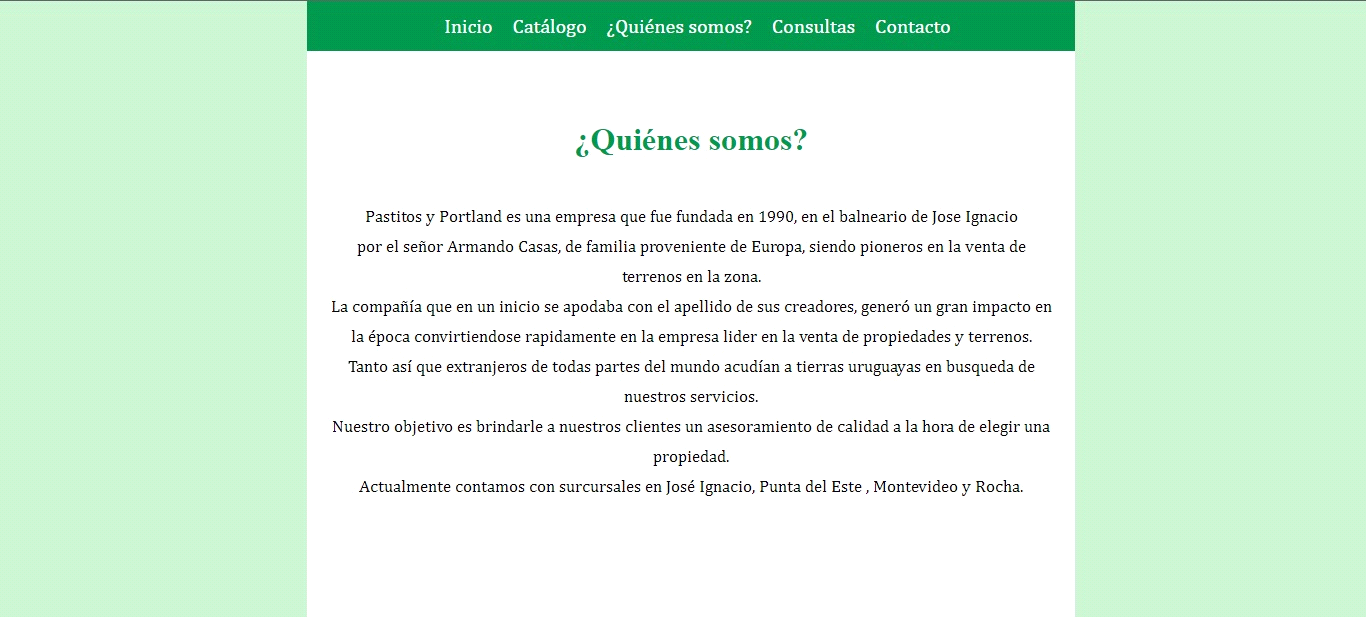 Inicio Catálogo ¿Quiénes somos? Consultas Contacto
¿Quiénes somos?
Pastitos y Portland es una empresa que fue fundada en 1990, en el balneario de Jose Ignacio
por el señor Armando Casas, de familia proveniente de Europa, siendo pioneros en la venta de
terrenos en la zona.
La compañía que en un inicio se apodaba con el apellido de sus creadores, generó un gran impacto en
la época convirtiendose rapidamente en la empresa lider en la venta de propiedades y terrenos.
Tanto así que extranjeros de todas partes del mundo acudían a tierras uruguayas en busqueda de
nuestros servicios.
Nuestro objetivo es brindarle a nuestros clientes un asesoramiento de calidad a la hora de elegir una
propiedad.
Actualmente contamos con surcursales en José Ignacio, Punta del Este , Montevideo y Rocha.